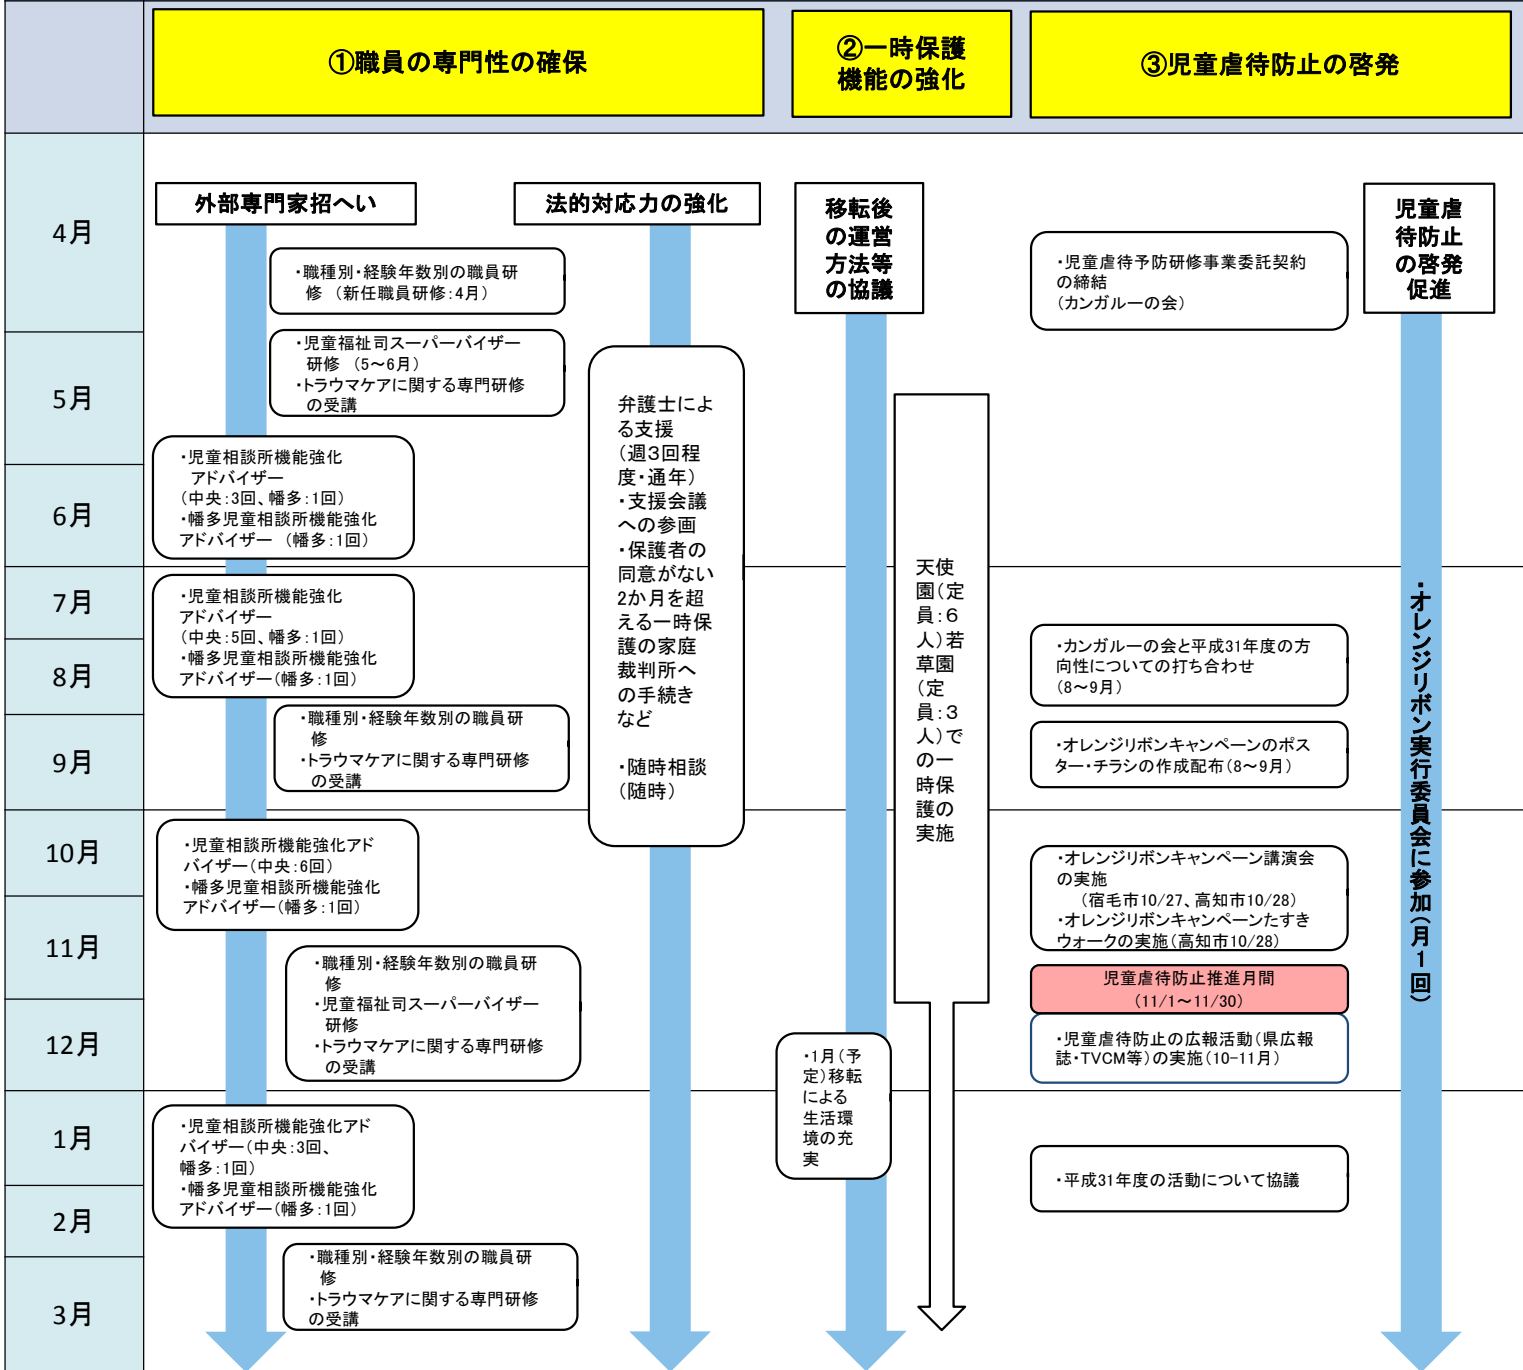 ①職員の専門性の確保
②一時保護
機能の強化
③児童虐待防止の啓発
4月
5月
6月
7月
8月
9月
10月
11月
12月
1月
2月
3月
外部専門家招へい
・職種別・経験年数別の職員研
修 (新任職員研修:4月)
・児童福祉司スーパーバイザー
研修 (5～6月)
・トラウマケアに関する専門研修
の受講
・児童相談所機能強化
アドバイザー
(中央:3回、幡多:1回)
・幡多児童相談所機能強化
アドバイザー (幡多:1回)
・児童相談所機能強化
アドバイザー
(中央:5回、幡多:1回)
・幡多児童相談所機能強化
アドバイザー(幡多:1回)
・職種別・経験年数別の職員研
修
・トラウマケアに関する専門研修
の受講
・児童相談所機能強化アド
バイザー(中央:6回)
・幡多児童相談所機能強化
アドバイザー(幡多:1回)
・職種別・経験年数別の職員研
修
・児童福祉司スーパーバイザー
研修
・トラウマケアに関する専門研修
の受講
・児童相談所機能強化アド
バイザー(中央:3回、
幡多:1回)
・幡多児童相談所機能強化
アドバイザー(幡多:1回)
・職種別・経験年数別の職員研
修
・トラウマケアに関する専門研修
の受講
法的対応力の強化
弁護士によ
る支援
(週3回程
度・通年)
・支援会議
への参画
・保護者の
同意がない
2か月を超
える一時保
護の家庭
裁判所へ
の手続き
など
・随時相談
(随時)
移転後
の運営
方法等
の協議
天使
園(定
員:6
人)若
草園
(定
員:3
人)で
の一
時保
護の
実施
・1月(予
定)移転
による
生活環
境の充
実
・児童虐待予防研修事業委託契約
の締結
(カンガルーの会)
・カンガルーの会と平成31年度の方
向性についての打ち合わせ
(8～9月)
・オレンジリボンキャンペーンのポス
ター・チラシの作成配布(8～9月)
・オレンジリボンキャンペーン講演会
の実施
(宿毛市10/27、高知市10/28)
・オレンジリボンキャンペーンたすき
ウォークの実施(高知市10/28)
児童虐待防止推進月間
(11/1～11/30)
・児童虐待防止の広報活動(県広報
誌・TVCM等)の実施(10-11月)
・平成31年度の活動について協議
児童虐
待防止
の啓発
促進
・オレンジリボン実行委員会に参加(月1回)